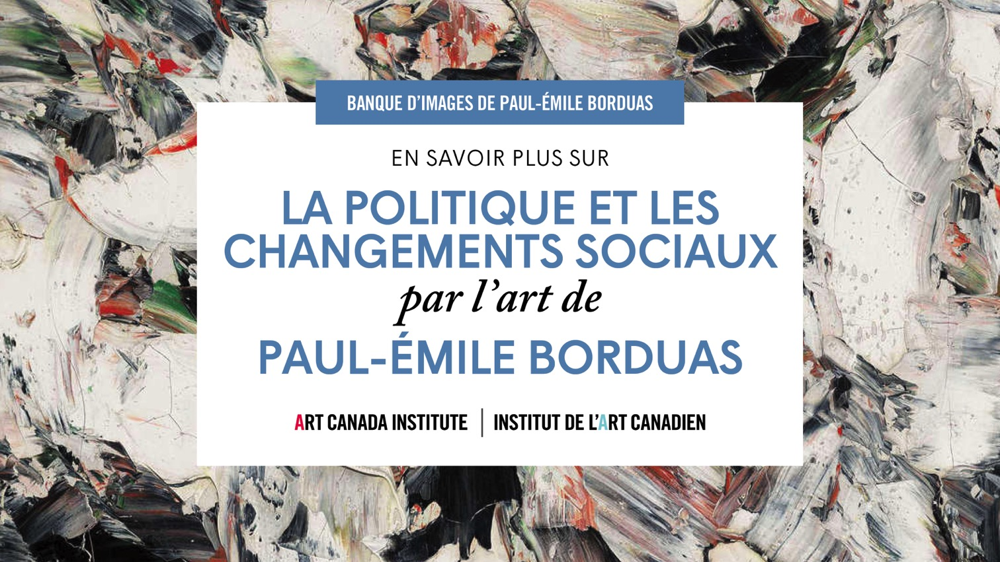 BANQUE D’IMAGES DE PAUL-ÉMILE BORDUAS
EN SAVOIR PLUS SUR
LA POLITIQUE ET LES
CHANGEMENTS SOCIAUX
par l’art de
PAUL-ÉMILE BORDUAS
ART CANADA INSTITUTE | INSTITUT DE L’ART CANADIEN